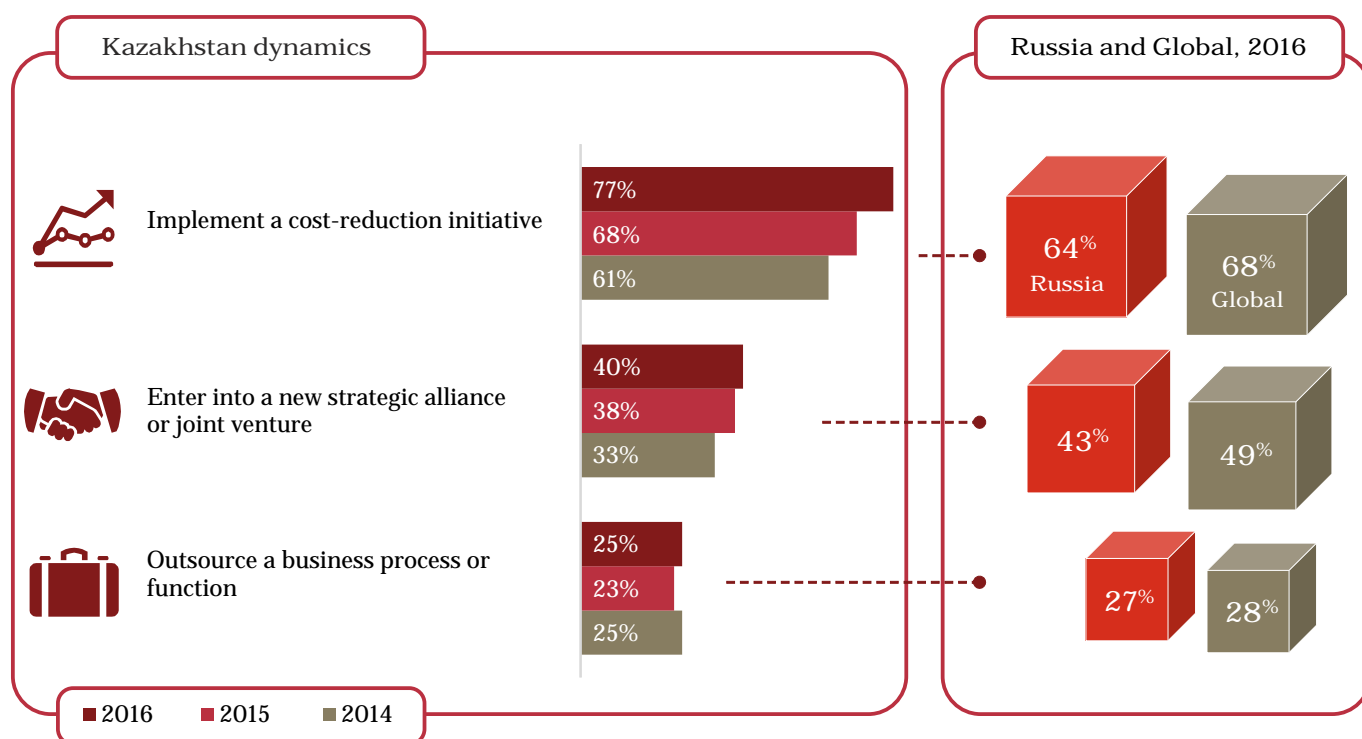 Kazakhstan dynamics
Implement a cost-reduction initiative
77%
68%
61%
Enter into a new strategic alliance
or joint venture
40%
38%
33%
Outsource a business process or
function
25%
23%
25%
2016 2015 2014
Russia and Global, 2016
64%
Russia
68%
Global
43%
49%
27%
28%